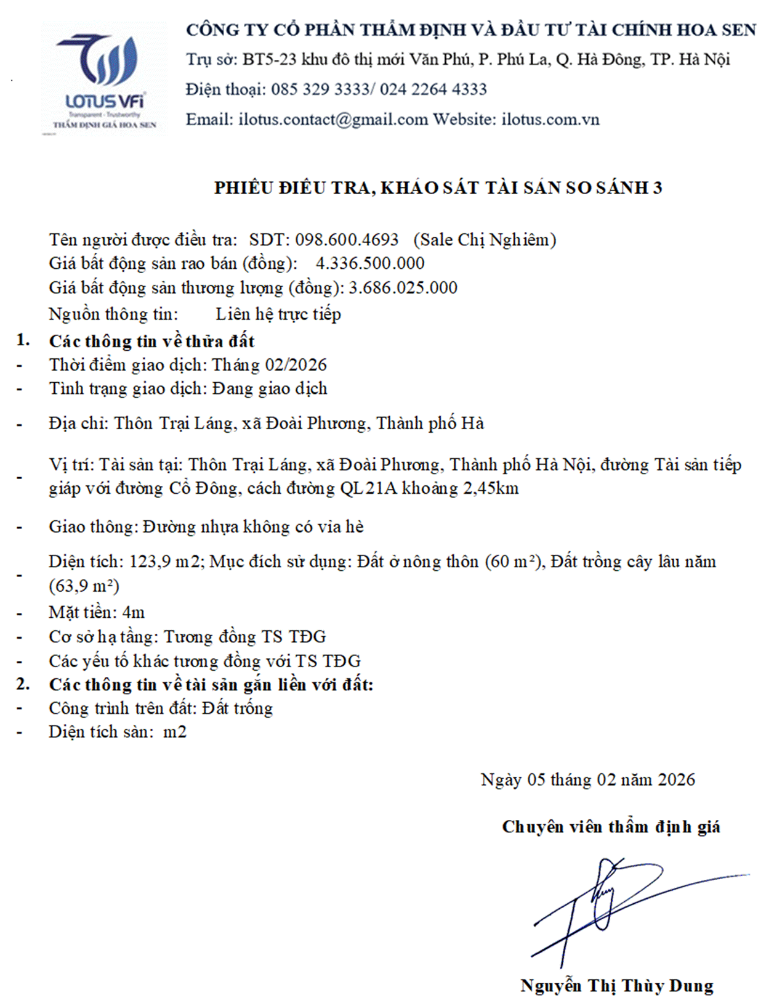 CÔNG TY CỔ PHẦN THẨM ĐỊNH VÀ ĐẦU TƯ TÀI CHÍNH HOA SEN
Trụ sở: BT5-23 khu đô thị mới Văn Phú, P. Phú La, Q. Hà Đông, TP. Hà Nội
Điện thoại: 085 329 3333/ 024 2264 4333
Email: ilotus.contact@gmail.com Website: ilotus.com.vn
LOTUS VFi
Transparent - Trustworthy
THẨM ĐỊNH GIÁ HOA SEN
PHIẾU ĐIỀU TRA, KHẢO SÁT TÀI SẢN SO SÁNH 3
Tên người được điều tra: SDT: 098.600.4693 (Sale Chị Nghiêm)
Giá bất động sản rao bán (đồng): 4.336.500.000
Giá bất động sản thương lượng (đồng): 3.686.025.000
Nguồn thông tin: Liên hệ trực tiếp
1. Các thông tin về thửa đất
- Thời điểm giao dịch: Tháng 02/2026
- Tình trạng giao dịch: Đang giao dịch
- Địa chỉ: Thôn Trại Láng, xã Đoài Phương, Thành phố Hà
- Vị trí: Tài sản tại: Thôn Trại Láng, xã Đoài Phương, Thành phố Hà Nội, đường Tài sản tiếp
giáp với đường Cổ Đông, cách đường QL21A khoảng 2,45km
- Giao thông: Đường nhựa không có vỉa hè
- Diện tích: 123,9 m2; Mục đích sử dụng: Đất ở nông thôn (60 m²), Đất trồng cây lâu năm
(63,9 m²)
- Mặt tiền: 4m
- Cơ sở hạ tầng: Tương đồng TS TĐG
- Các yếu tố khác tương đồng với TS TĐG
2. Các thông tin về tài sản gắn liền với đất:
- Công trình trên đất: Đất trống
- Diện tích sàn: m2
Ngày 05 tháng 02 năm 2026
Chuyên viên thẩm định giá
Nguyễn Thị Thùy Dung